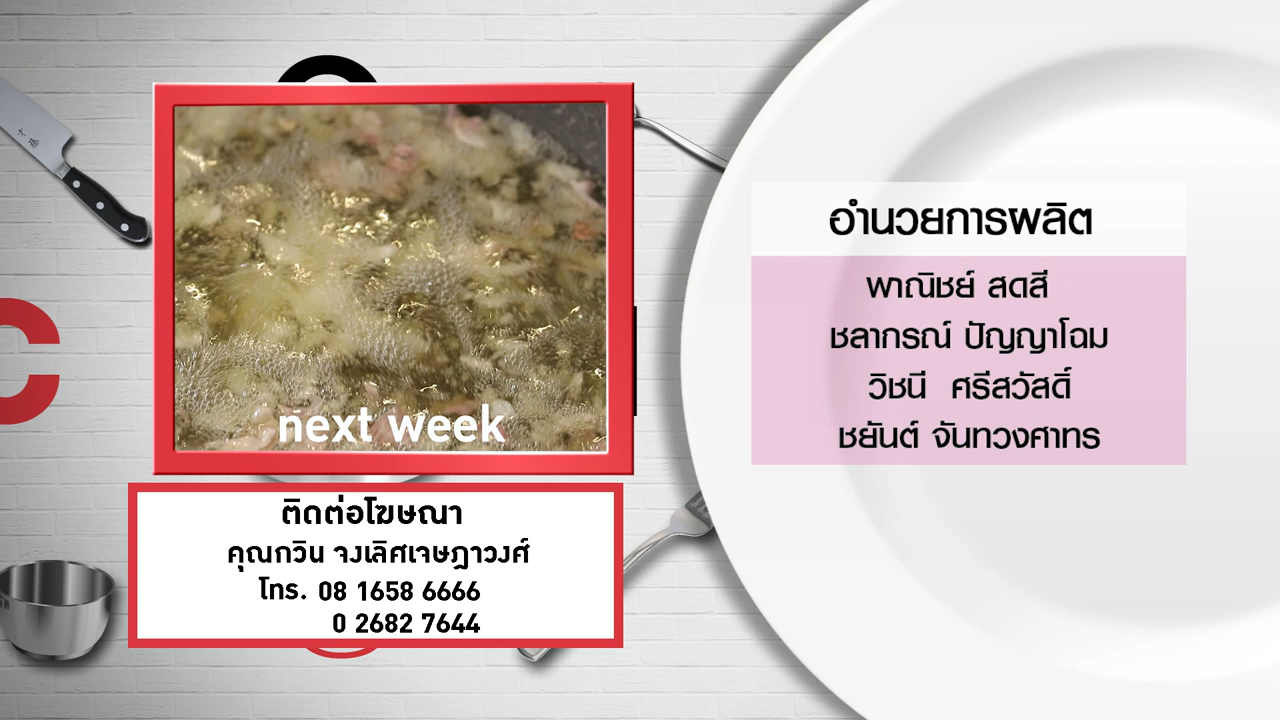 next week
ติดต่อโฆษณา
คุณกวิน จงเลิศเจษฎาวงศ์
โทร. 08 1658 6666
0 2682 7644
อำนวยการผลิต
พาณิชย์ สดสี
ชลากรณ์ ปัญญาโฉม
วิชนี ศรีสวัสดิ์
ชยันต์ จันทวงศาทร